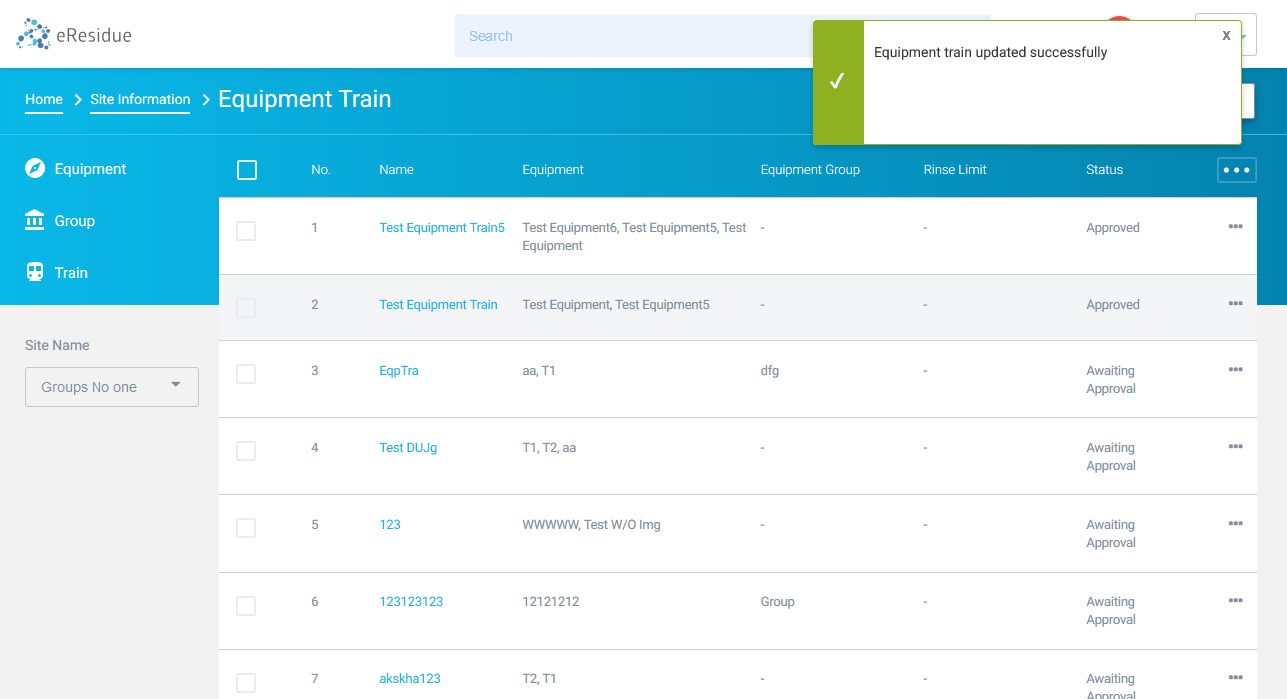 eResidue
Search
Equipment train updated successfully
X
Home
Site Information
Equipment Train
Equipment
Group
Train
Site Name
Groups No one
No. Name Equipment Equipment Group Rinse Limit Status
1 Test Equipment Train5 Test Equipment6, Test Equipment5, Test - - Approved
Equipment
2 Test Equipment Train Test Equipment, Test Equipment5 - - Approved
3 EqpTra aa, T1 dfg - Awaiting
Approval
4 Test DUJg T1, T2, aa - - Awaiting
Approval
5 123 WWWWW, Test W/O Img - - Awaiting
Approval
6 123123123 12121212 Group - Awaiting
Approval
7 akskha123 T2, T1 - - Awaiting
Approval